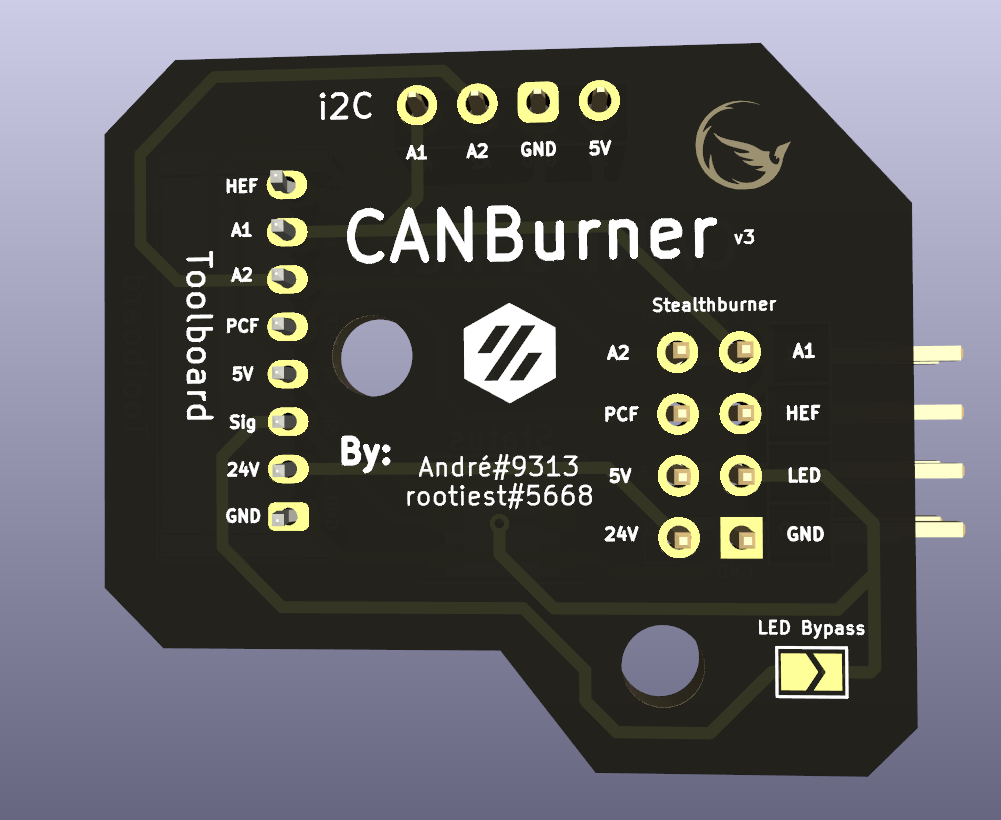 i2C
A1 A2 GND 5V
HEF
A1
A2
PCF
5V
Sig
24V
GND
Toolboard
CANBurner v3
Stealthburner
A2 A1
PCF HEF
5V LED
24V GND
By:
André#9313
rootiest#5668
LED Bypass